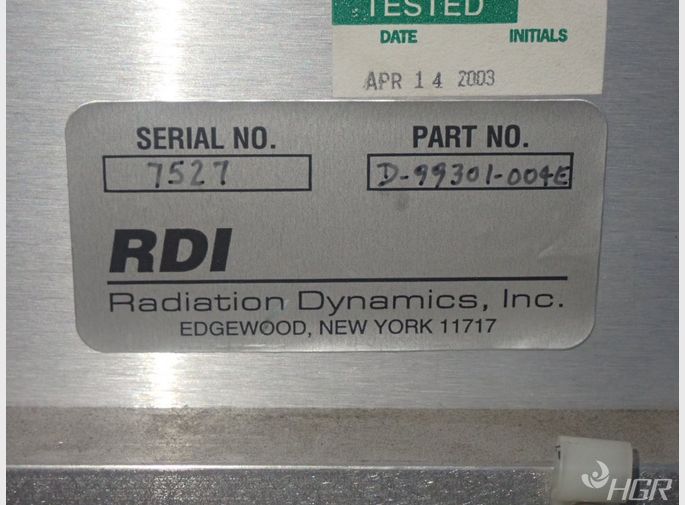 TESTED
DATE INITIALS
APR 14 2003
SERIAL NO. PART NO.
7527 D-99301-004E
RDI
Radiation Dynamics, Inc.
EDGEWOOD, NEW YORK 11717
HGR